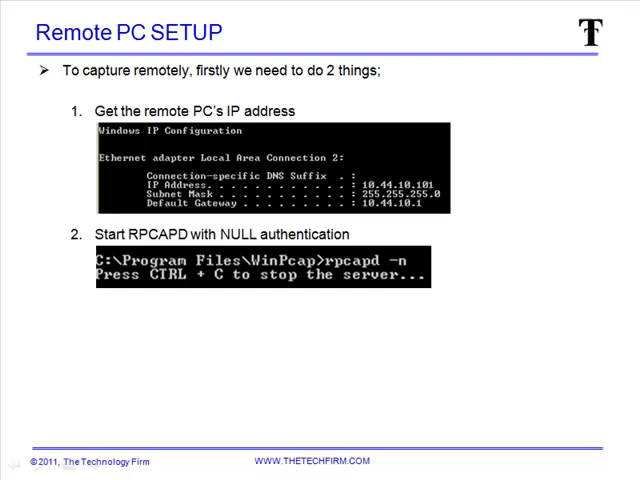 Remote PC SETUP
To capture remotely, firstly we need to do 2 things;
1. Get the remote PC's IP address
Windows IP Configuration
Ethernet adapter Local Area Connection 2:
Connection-specific DNS Suffix . :
IP Address. . . . . . . . . . . . : 10.44.10.101
Subnet Mask . . . . . . . . . . . : 255.255.255.0
Default Gateway . . . . . . . . . : 10.44.10.1
2. Start RPCAPD with NULL authentication
C:\Program Files\WinPcap>rpcapd -n
Press CTRL + C to stop the server...
© 2011, The Technology Firm
WWW.THETECHFIRM.COM